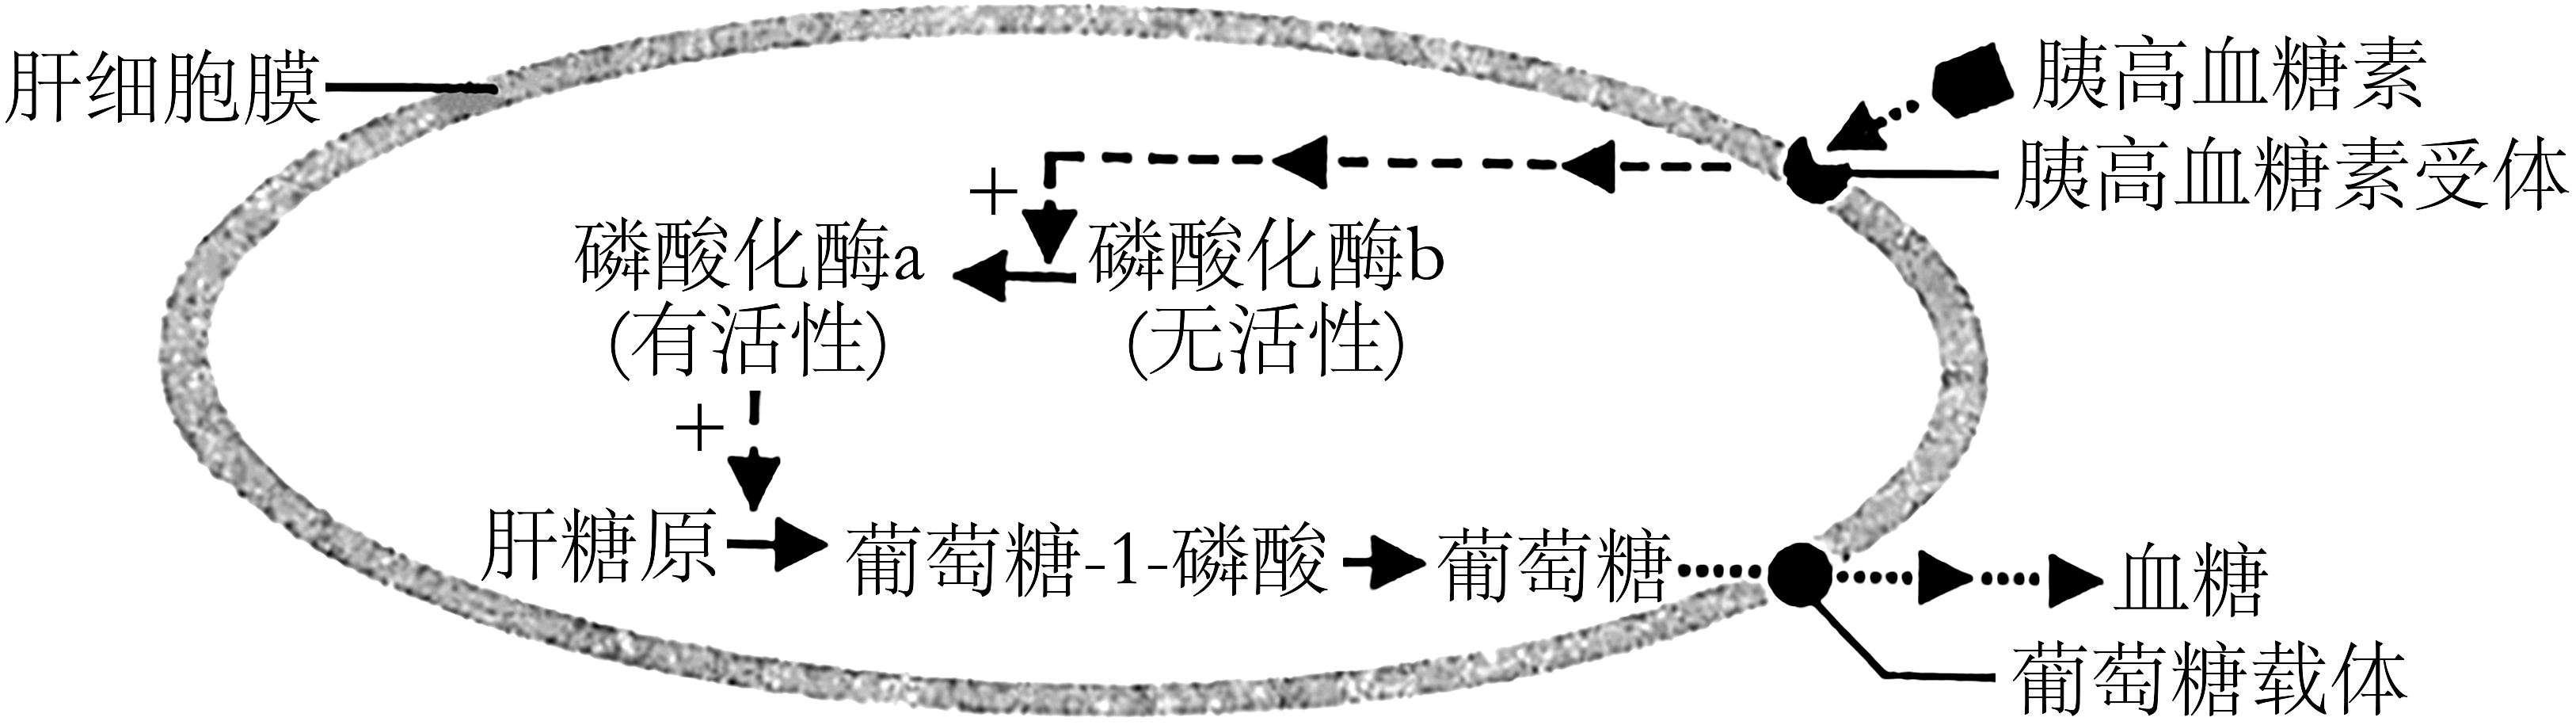 肝细胞膜
胰高血糖素
胰高血糖素受体
+
磷酸化酶a
(有活性)
磷酸化酶b
(无活性)
+
肝糖原
葡萄糖-1-磷酸
葡萄糖
血糖
葡萄糖载体